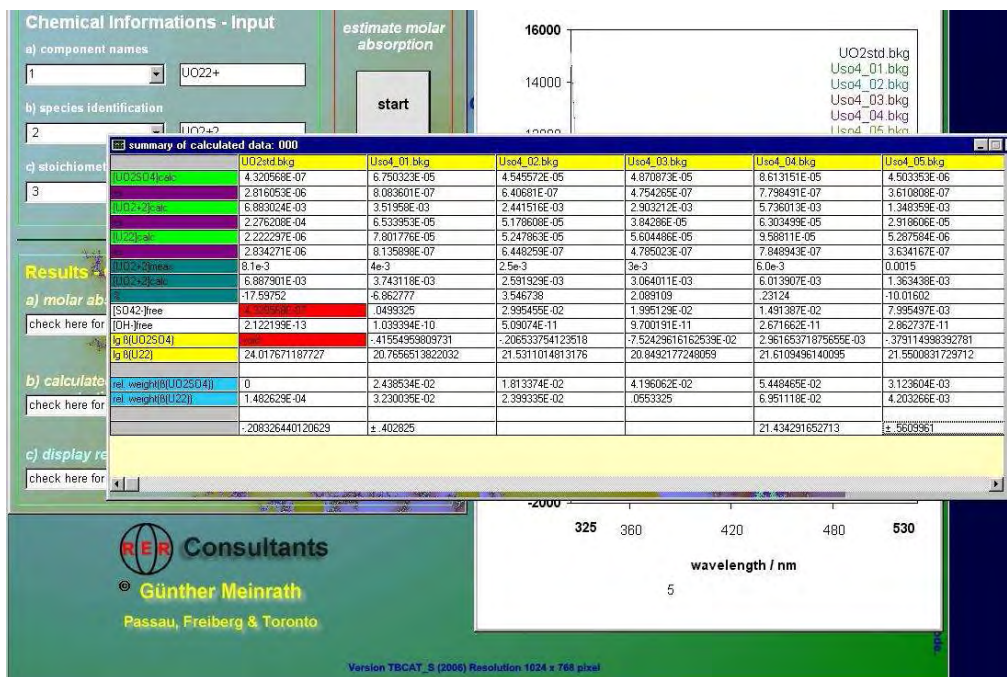 Chemical Informations - Input
a) component names
1
UO22+
b) species identification
2
UO2+2
c) stoichiomet
3
estimate molar
absorption
start
16000
14000
12000
UO2std.bkg
Uso4_01.bkg
Uso4_02.bkg
Uso4_03.bkg
Uso4_04.bkg
Uso4_05.bkg
summary of calculated data: 000
UO2std.bkg Uso4_01.bkg Uso4_02.bkg Uso4_03.bkg Uso4_04.bkg Uso4_05.bkg
[UO2SO4]calc 4.320568E-07 6.750323E-05 4.545572E-05 4.870873E-05 8.613151E-05 4.503353E-06
2.816053E-06 8.083601E-07 6.40681E-07 4.754265E-07 7.798491E-07 3.610808E-07
[UO2+2]calc 6.883024E-03 3.51958E-03 2.441516E-03 2.903212E-03 5.736013E-03 1.348359E-03
2.276208E-04 6.533953E-05 5.178608E-05 3.84286E-05 6.303499E-05 2.918606E-05
[U22]calc 2.222297E-06 7.801776E-05 5.247863E-05 5.604486E-05 9.58811E-05 5.287584E-06
2.834271E-06 8.135898E-07 6.448259E-07 4.785023E-07 7.848943E-07 3.634167E-07
[UO2+2]meas 8.1e-3 4e-3 2.5e-3 3e-3 6.0e-3 0.0015
[UO2+2]calc 6.887901E-03 3.743118E-03 2.591929E-03 3.064011E-03 6.013907E-03 1.363438E-03
% -17.59752 -6.862777 3.546738 2.089109 .23124 -10.01602
[SO42-]free 4.320568E-07 .0499325 2.995455E-02 1.995129E-02 1.491387E-02 7.995497E-03
[OH-]free 2.122199E-13 1.039394E-10 5.09074E-11 9.700191E-11 2.671662E-11 2.862737E-11
lg ß(UO2SO4) -.41554959809731 -.206533754123518 -7.52429616162539E-02 2.96165371875655E-03 -.379114998392781
lg ß(U22) 24.017671187727 20.7656513822032 21.5311014813176 20.8492177248059 21.6109496140095 21.5500831729712
rel. weight(ß(UO2SO4)) 0 2.438534E-02 1.813374E-02 4.196062E-02 5.448465E-02 3.123604E-03
rel. weight(ß(U22)) 1.482629E-04 3.230035E-02 2.399335E-02 .0553325 6.951118E-02 4.203266E-03
-.208326440120629 ± .402825 21.434291652713 ± .5609961
Results
a) molar ab
check here for
b) calculate
check here for
c) display re
check here for
-2000
325 360 420 480 530
wavelength / nm
5
RER Consultants
© Günther Meinrath
Passau, Freiberg & Toronto
Version TBCAT_S (2006) Resolution 1024 x 768 pixel